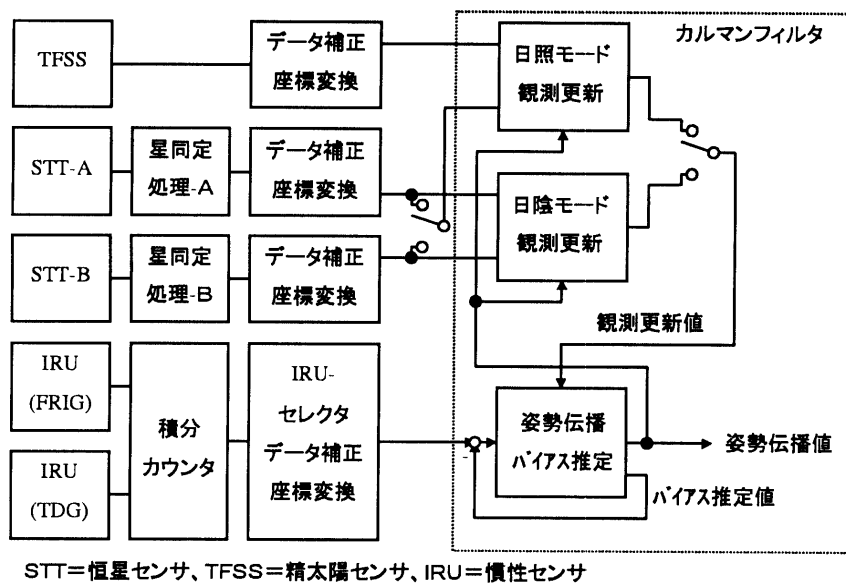 カルマンフィルタ
TFSS
データ補正
座標変換
日照モード
観測更新
STT-A
星同定
処理-A
データ補正
座標変換
日陰モード
観測更新
STT-B
星同定
処理-B
データ補正
座標変換
観測更新値
IRU
(FRIG)
IRU
(TDG)
積分
カウンタ
IRU-
セレクタ
データ補正
座標変換
-
姿勢伝播
バイアス推定
姿勢伝播値
バイアス推定値
STT=恒星センサ、TFSS=精太陽センサ、IRU=慣性センサ